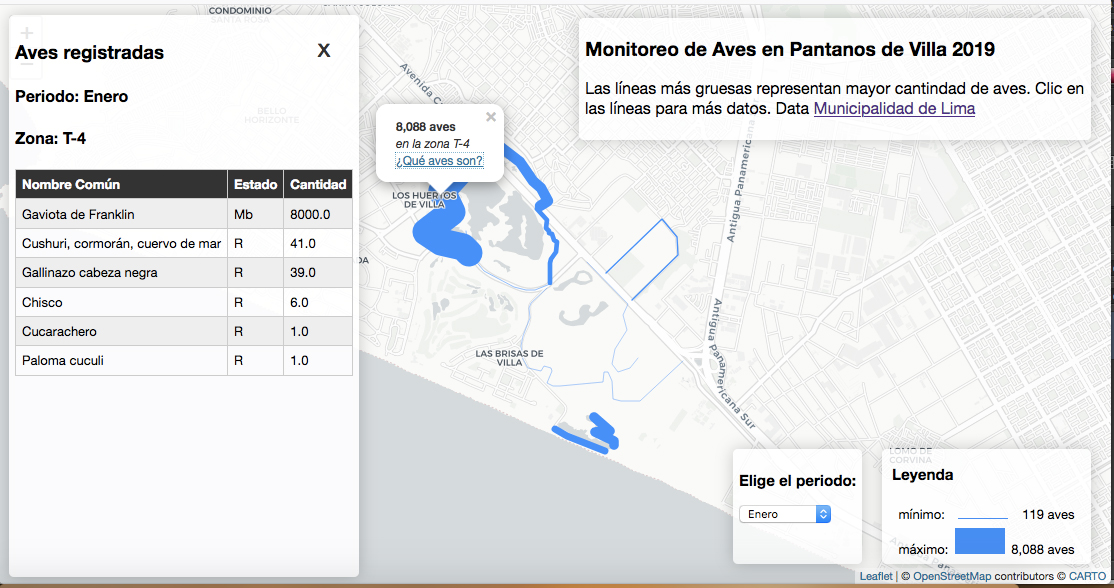 CONDOMINIO
SANTA ROSA
Aves registradas
X
Periodo: Enero
Zona: T-4
Nombre Común Estado Cantidad
Gaviota de Franklin Mb 8000.0
Cushuri, cormorán, cuervo de mar R 41.0
Gallinazo cabeza negra R 39.0
Chisco R 6.0
Cucarachero R 1.0
Paloma cuculi R 1.0
BELLO
HORIZONTE
Monitoreo de Aves en Pantanos de Villa 2019
Las líneas más gruesas representan mayor cantindad de aves. Clic en
las líneas para más datos. Data Municipalidad de Lima
Avenida C
8,088 aves
en la zona T-4
¿Qué aves son?
×
LOS HUERTOS
DE VILLA
DA
Antigua Panamericana
Antigua Panamericana Sur
LAS BRISAS DE
VILLA
Elige el periodo:
Enero
LOMO DE
CORVINA
Leyenda
mínimo: 119 aves
máximo: 8,088 aves
Leaflet | © OpenStreetMap contributors © CARTO